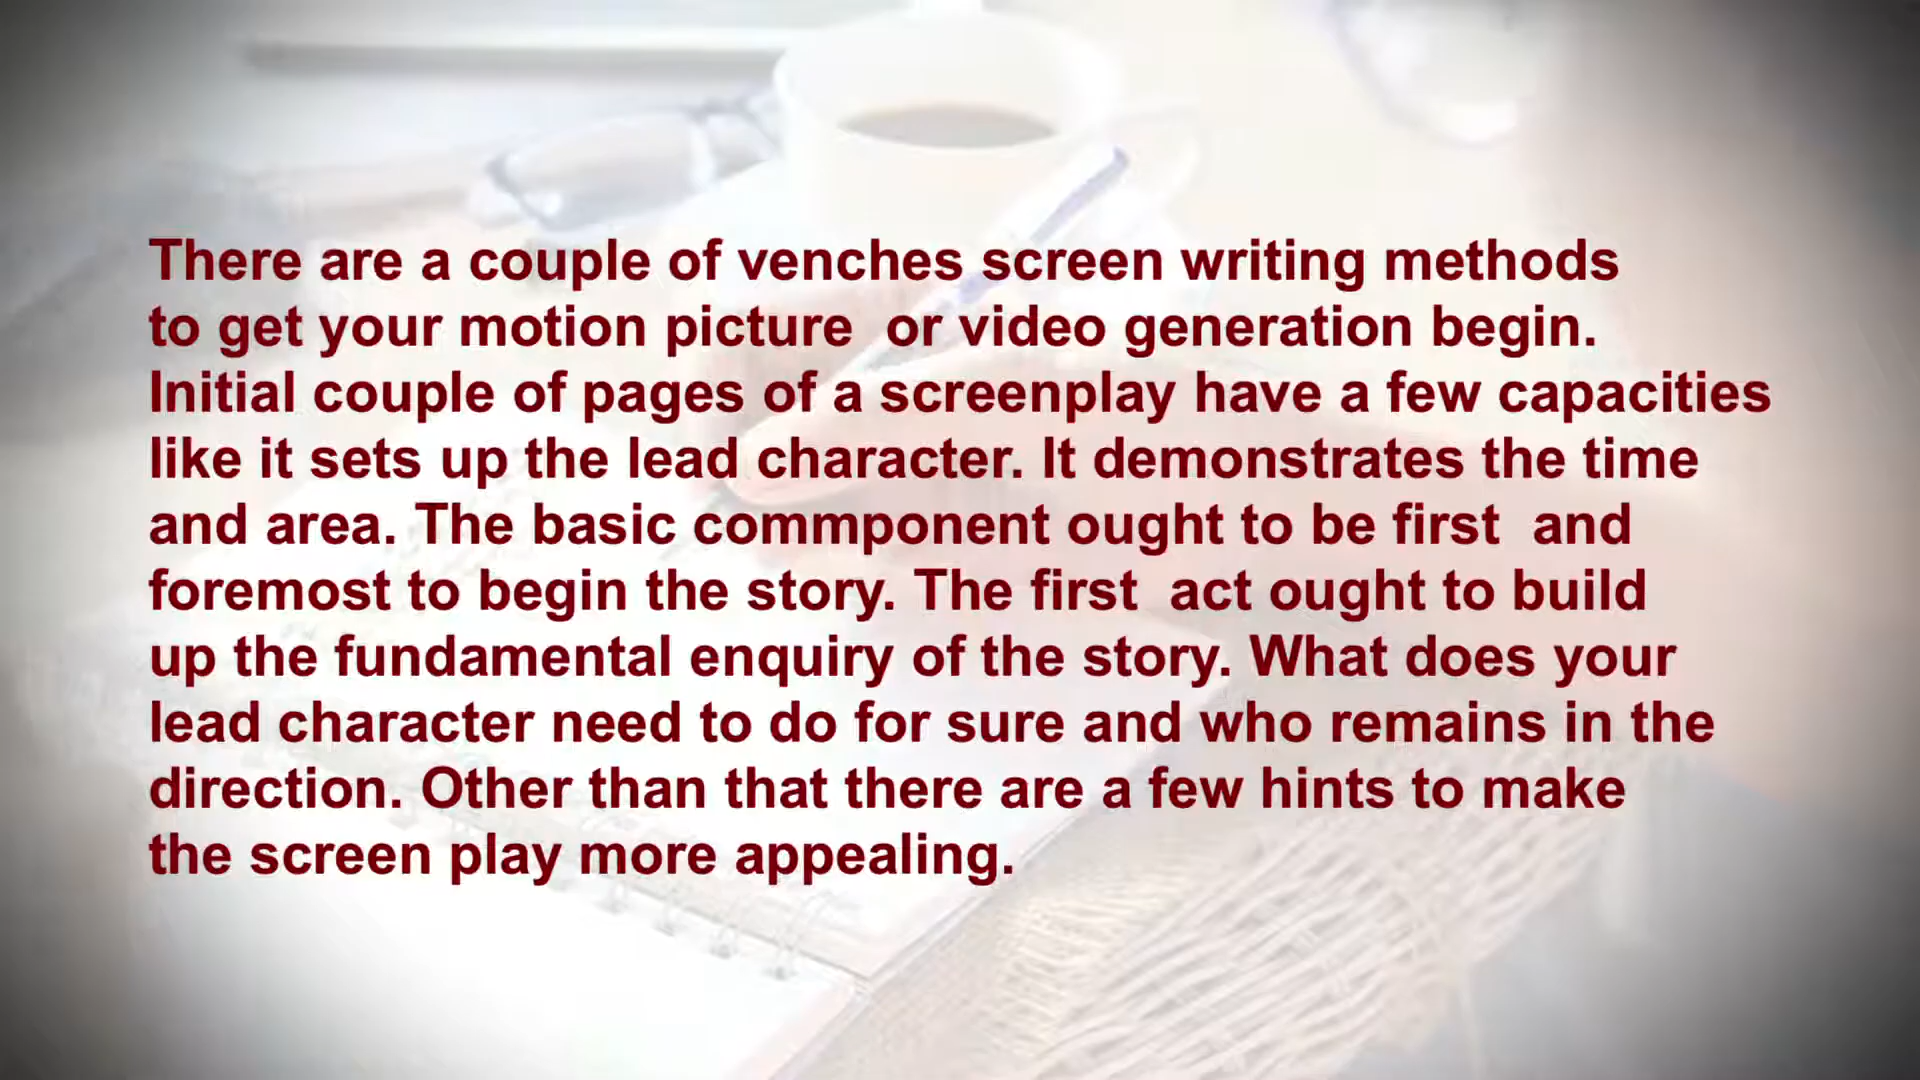 There are a couple of venches screen writing methods
to get your motion picture  or video generation begin.
Initial couple of pages of a screenplay have a few capacities
like it sets up the lead character. It demonstrates the time
and area. The basic commponent ought to be first  and
foremost to begin the story. The first  act ought to build
up the fundamental enquiry of the story. What does your
lead character need to do for sure and who remains in the
direction. Other than that there are a few hints to make
the screen play more appealing.